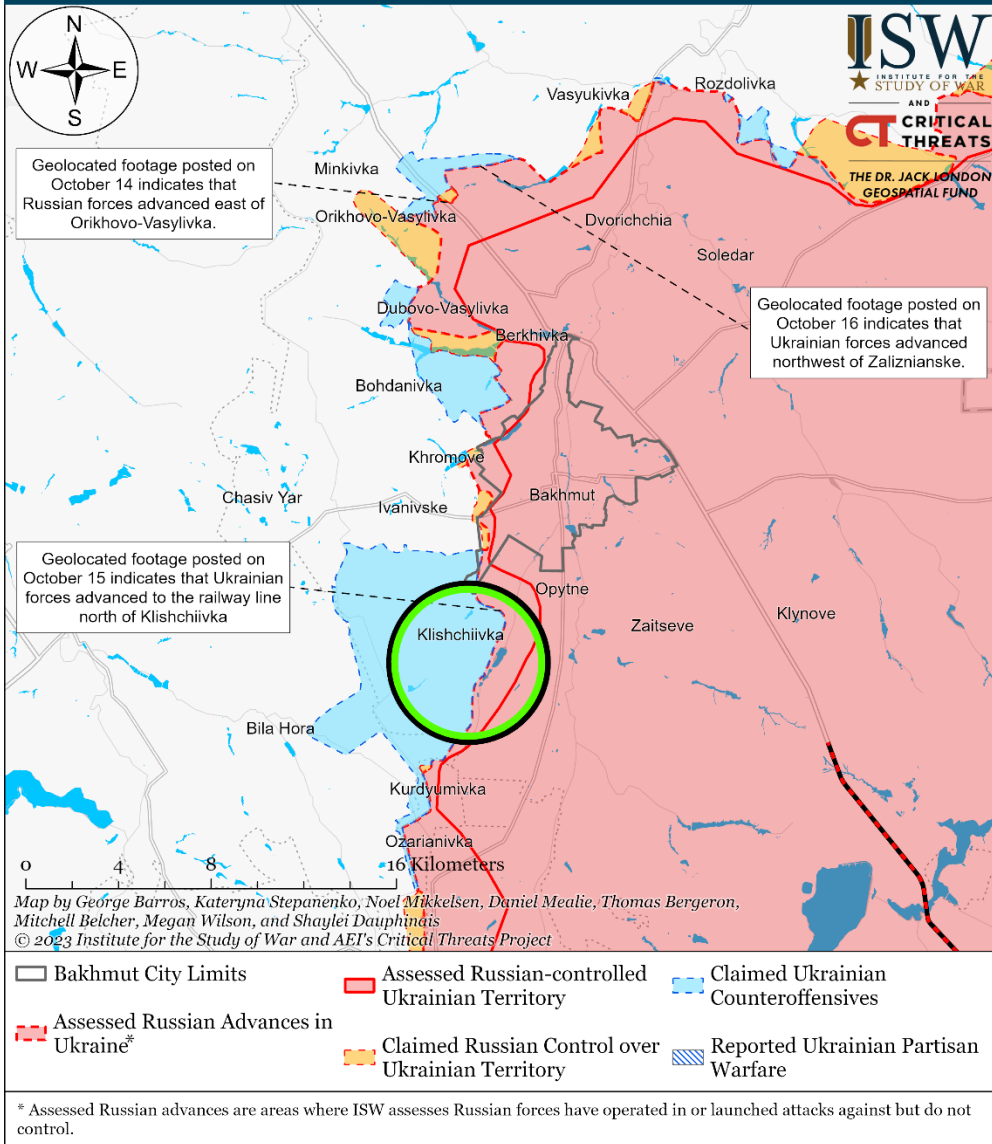 N
W E
S
ISW
INSTITUTE FOR THE
STUDY OF WAR
AND
CT CRITICAL
THREATS
THE DR. JACK LONDON
GEOSPATIAL FUND
Vasyukivka
Rozdolivka
Geolocated footage posted on
October 14 indicates that
Russian forces advanced east of
Orikhovo-Vasylivka.
Minkivka
Orikhovo-Vasylivka
Dvorichchia
Soledar
Dubovo-Vasylivka
Berkhivka
Geolocated footage posted on
October 16 indicates that
Ukrainian forces advanced
northwest of Zaliznianske.
Bohdanivka
Khromove
Chasiv Yar
Ivanivske
Bakhmut
Geolocated footage posted on
October 15 indicates that Ukrainian
forces advanced to the railway line
north of Klishchiivka
Opytne
Klishchiivka
Zaitseve
Klynove
Bila Hora
Kurdyumivka
Ozarianivka
0 4 8 16 Kilometers
Map by George Barros, Kateryna Stepanenko, Noel Mikkelsen, Daniel Mealie, Thomas Bergeron,
Mitchell Belcher, Megan Wilson, and Shaylei Dauphinais
© 2023 Institute for the Study of War and AEI's Critical Threats Project
Bakhmut City Limits
Assessed Russian Advances in
Ukraine*
Assessed Russian-controlled
Ukrainian Territory
Claimed Russian Control over
Ukrainian Territory
Claimed Ukrainian
Counteroffensives
Reported Ukrainian Partisan
Warfare
* Assessed Russian advances are areas where ISW assesses Russian forces have operated in or launched attacks against but do not
control.